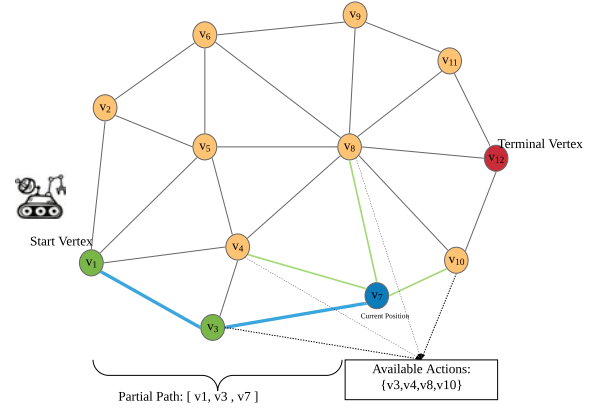 v9
v6
v11
v2
v5
v8
Terminal Vertex
v12
Start Vertex
v4
v1
v10
v7
Current Position
v3
Available Actions:
{v3,v4,v8,v10}
Partial Path: [ v1, v3 , v7 ]